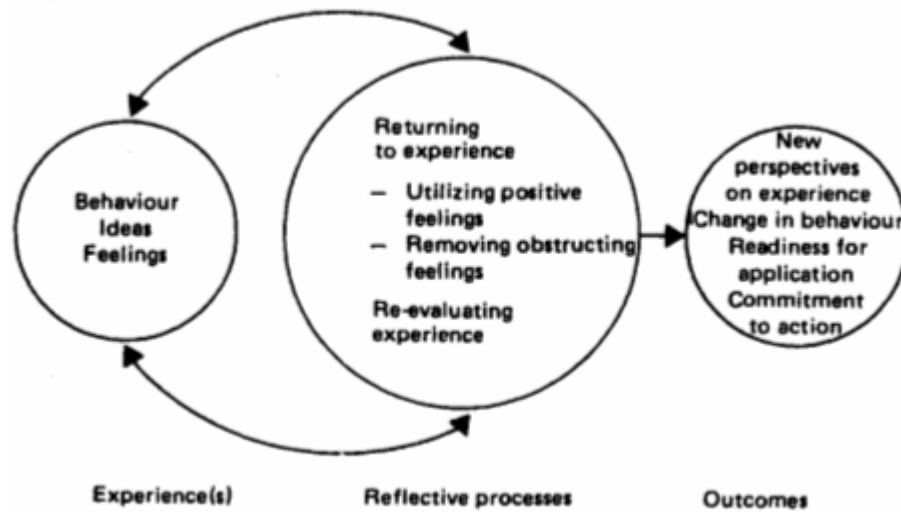 Behaviour
Ideas
Feelings
Returning
to experience
— Utilizing positive
feelings
— Removing obstructing
feelings
Re-evaluating
experience
New
perspectives
on experience
Change in behaviour
Readiness for
application
Commitment
to action
Experience(s)
Reflective processes
Outcomes